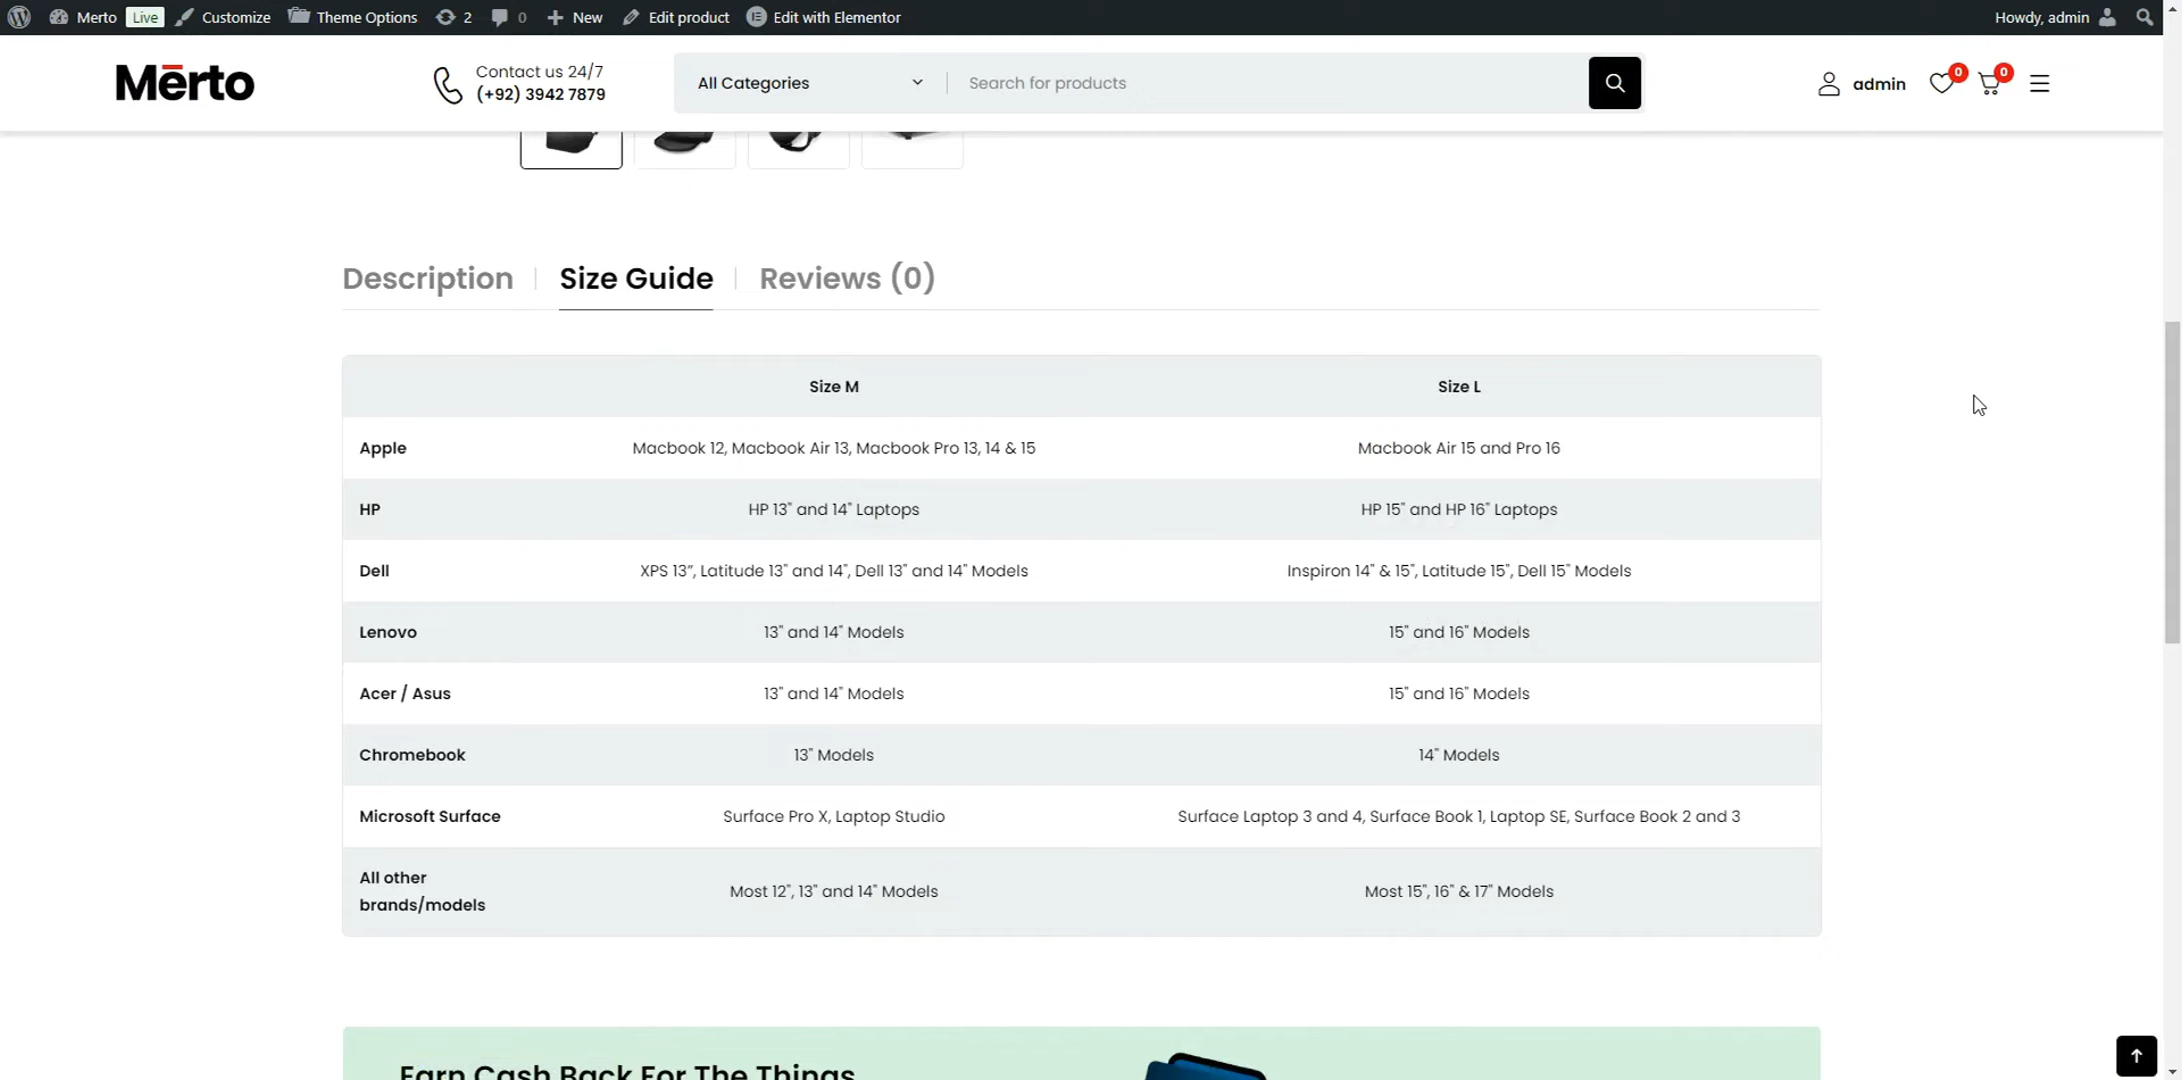 Merto Live Customize Theme Options 2 0 New Edit product Edit with Elementor Howdy, admin
Mērto
Contact us 24/7
(+92) 3942 7879
All Categories
Search for products
admin
0
0
Description Size Guide Reviews (0)
Size M Size L
Apple Macbook 12, Macbook Air 13, Macbook Pro 13, 14 & 15 Macbook Air 15 and Pro 16
HP HP 13" and 14" Laptops HP 15" and HP 16" Laptops
Dell XPS 13”, Latitude 13" and 14", Dell 13" and 14" Models Inspiron 14" & 15", Latitude 15", Dell 15" Models
Lenovo 13" and 14" Models 15" and 16" Models
Acer / Asus 13" and 14" Models 15" and 16" Models
Chromebook 13" Models 14" Models
Microsoft Surface Surface Pro X, Laptop Studio Surface Laptop 3 and 4, Surface Book 1, Laptop SE, Surface Book 2 and 3
All other
brands/models
Most 12", 13" and 14" Models Most 15", 16" & 17" Models
Earn Cash Back For The Things